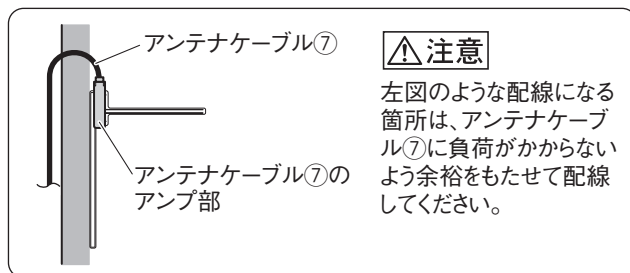 アンテナケーブル⑦
アンテナケーブル⑦の
アンプ部
注意
左図のような配線になる
箇所は、アンテナケーブ
ル⑦に負荷がかからない
よう余裕をもたせて配線
してください。